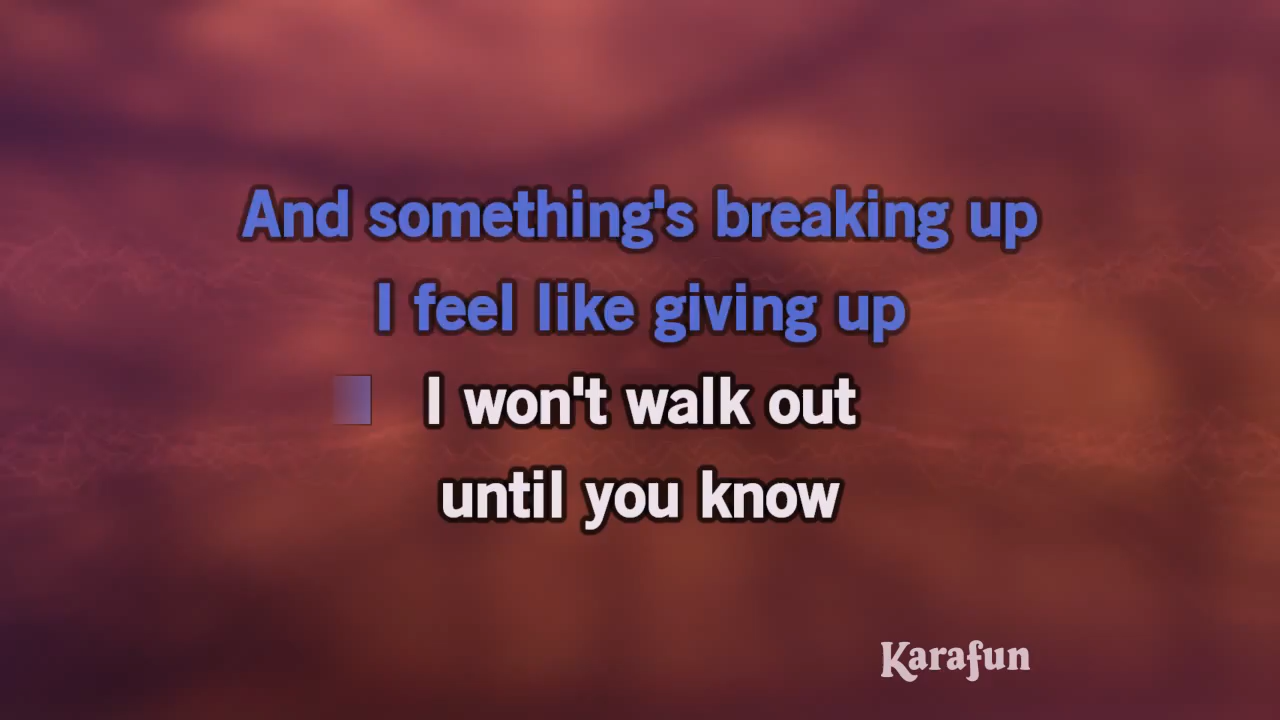 And something's breaking up
I feel like giving up
I won't walk out
until you know
Karafun